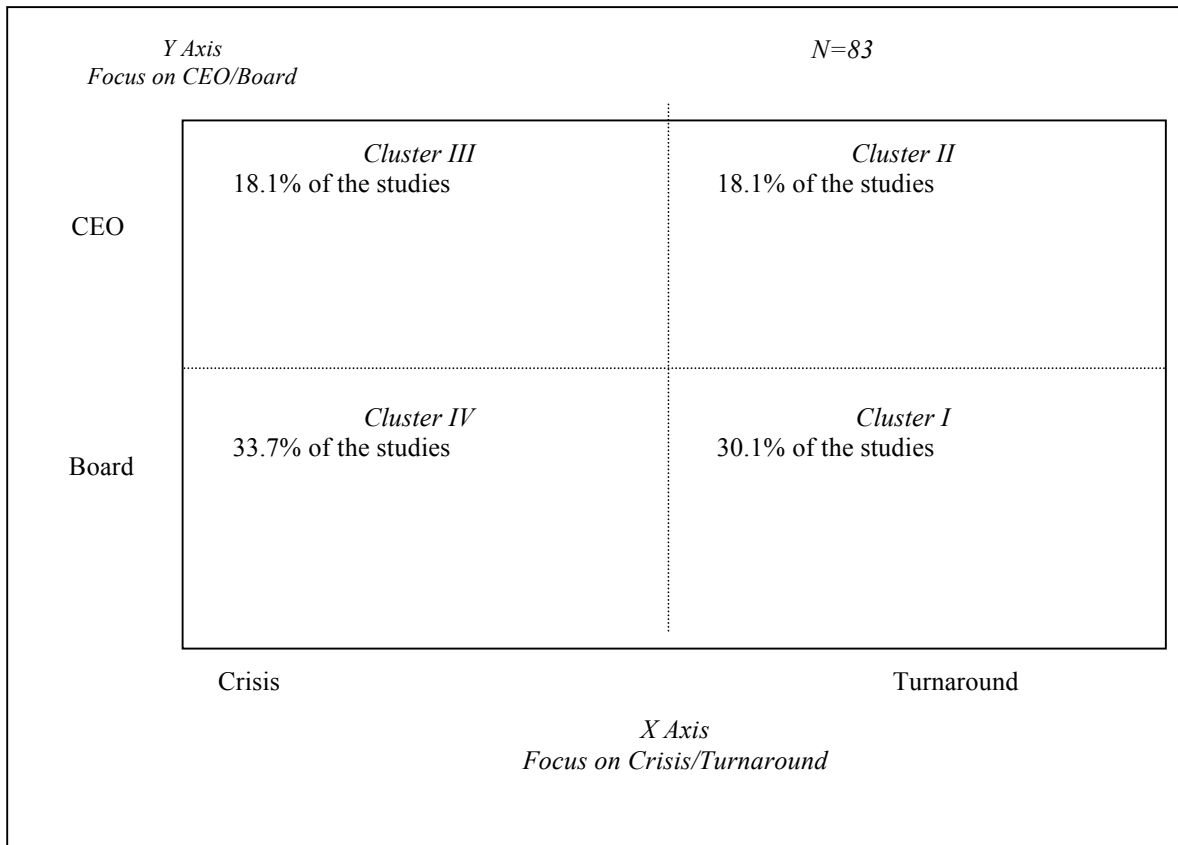 Y Axis
Focus on CEO/Board
N=83
Cluster III
18.1% of the studies
Cluster II
18.1% of the studies
CEO
Cluster IV
33.7% of the studies
Cluster I
30.1% of the studies
Board
Crisis
Turnaround
X Axis
Focus on Crisis/Turnaround